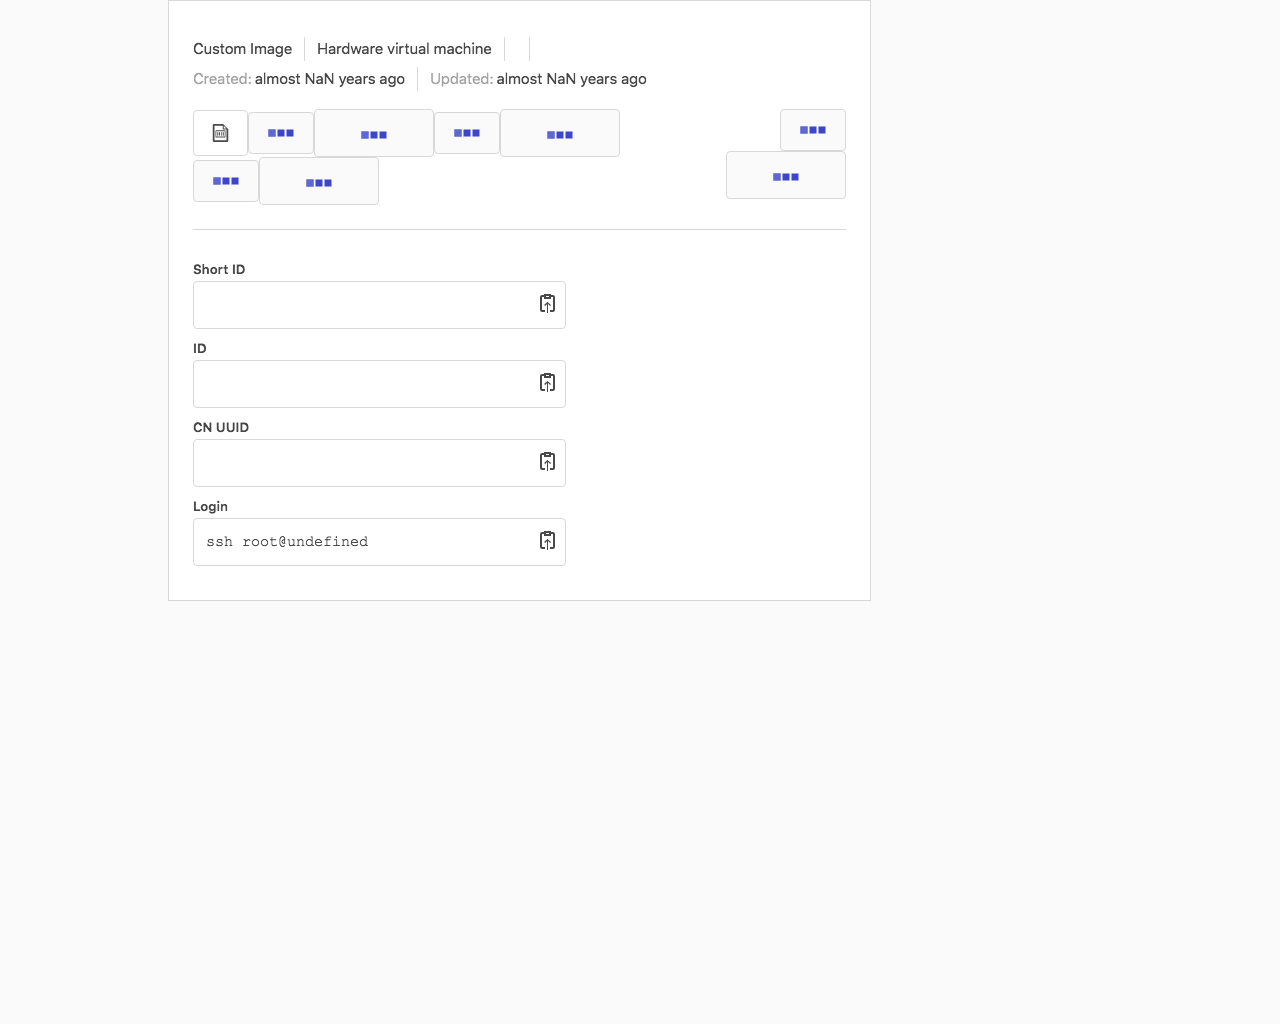 Custom Image Hardware virtual machine
Created: almost NaN years ago Updated: almost NaN years ago
Short ID
ID
CN UUID
Login
ssh root@undefined